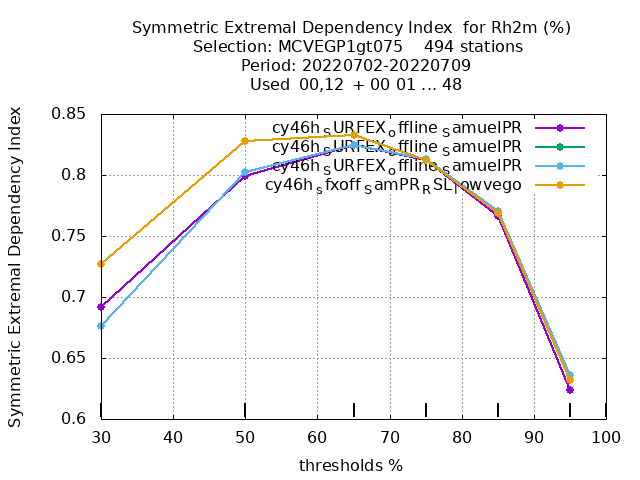 Symmetric Extremal Dependency Index for Rh2m (%)
Selection: MCVEGP1gt075 494 stations
Period: 20220702-20220709
Used 00,12 + 00 01 ... 48
Symmetric Extremal Dependency Index
0.85
0.8
0.75
0.7
0.65
0.6
cy46h_SURFEX_offline_SamuelPR
cy46h_SURFEX_offline_SamuelPR
cy46h_SURFEX_offline_SamuelPR
cy46h_sfxoff_SamPR_RSL_lowvego
30 40 50 60 70 80 90 100
thresholds %